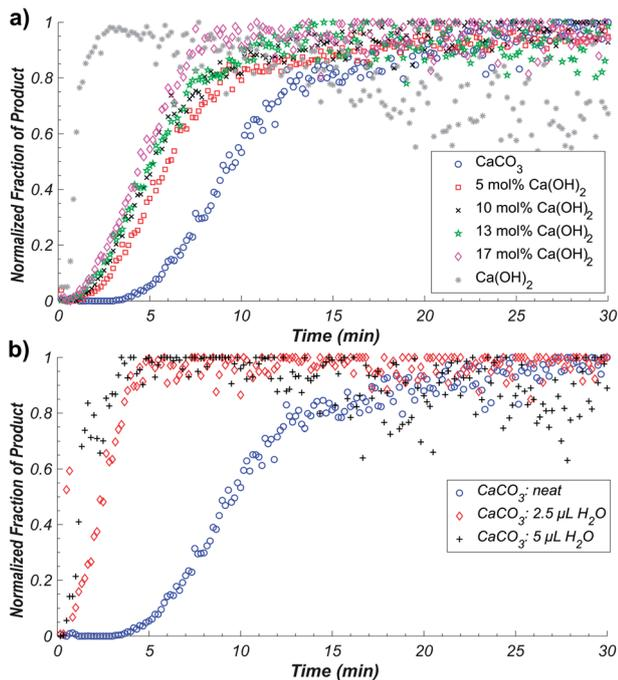 a)
Normalized Fraction of Product
1
0.8
0.6
0.4
0.2
0
CaCO3
5 mol% Ca(OH)2
10 mol% Ca(OH)2
13 mol% Ca(OH)2
17 mol% Ca(OH)2
Ca(OH)2
0 5 10 15 20 25 30
Time (min)
b)
Normalized Fraction of Product
1
0.8
0.6
0.4
0.2
0
CaCO3: neat
CaCO3: 2.5 µL H2O
CaCO3: 5 µL H2O
0 5 10 15 20 25 30
Time (min)